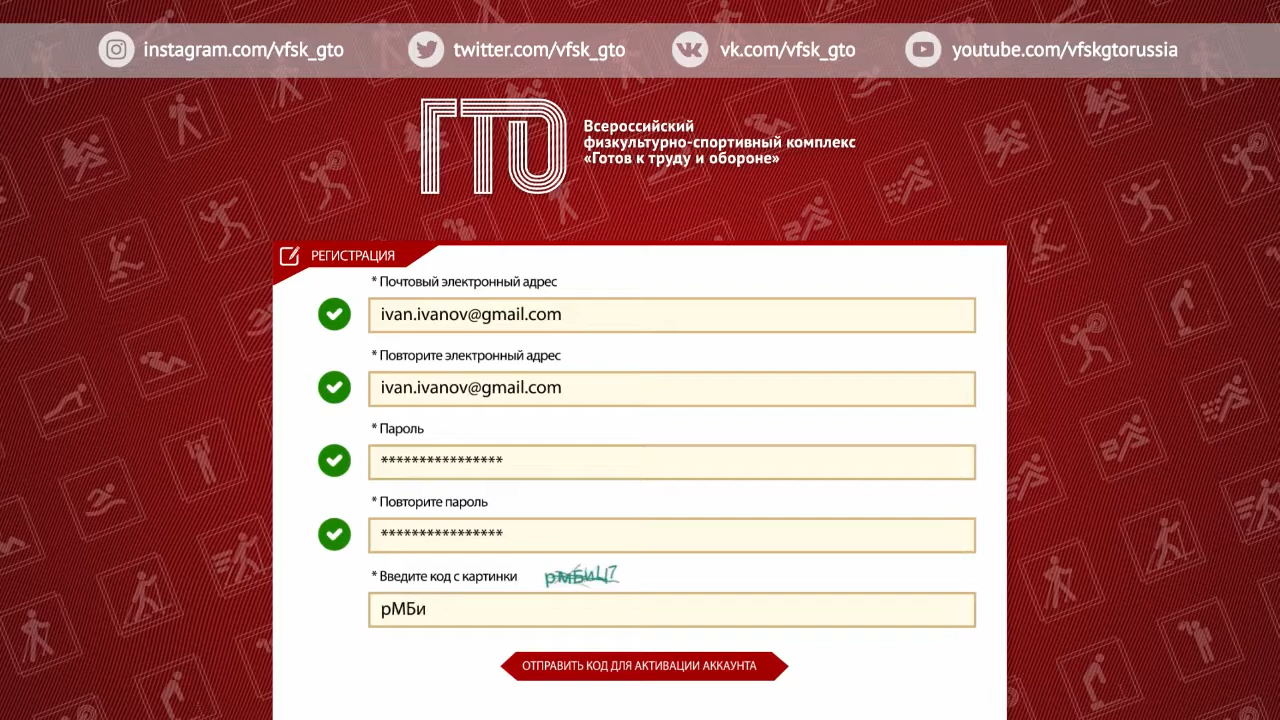 instagram.com/vfsk_gto twitter.com/vfsk_gto vk.com/vfsk_gto youtube.com/vfskgtorussia
ГТО
Всероссийский
физкультурно-спортивный комплекс
«Готов к труду и обороне»
РЕГИСТРАЦИЯ
* Почтовый электронный адрес
ivan.ivanov@gmail.com
* Повторите электронный адрес
ivan.ivanov@gmail.com
* Пароль
****************
* Повторите пароль
****************
* Введите код с картинки рМБиЦ7
рМБи
ОТПРАВИТЬ КОД ДЛЯ АКТИВАЦИИ АККАУНТА